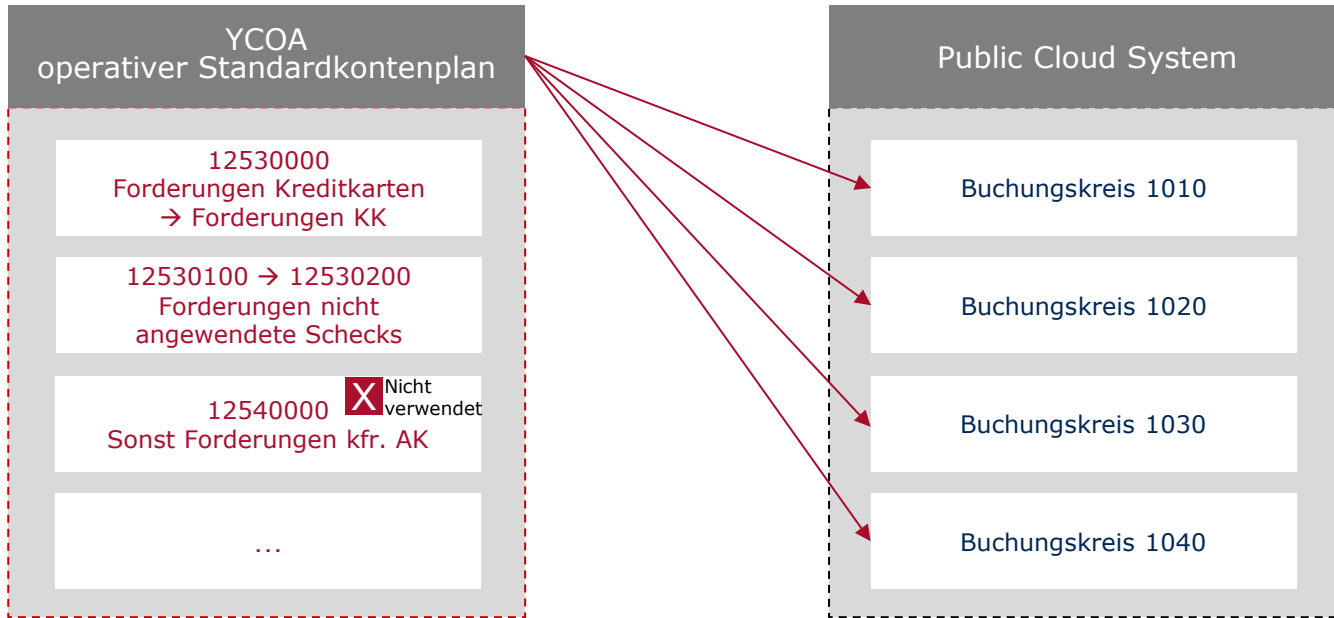 YCOA
operativer Standardkontenplan
12530000
Forderungen Kreditkarten
→ Forderungen KK
12530100 → 12530200
Forderungen nicht
angewendete Schecks
X Nicht
verwendet
12540000
Sonst Forderungen kfr. AK
...
Public Cloud System
Buchungskreis 1010
Buchungskreis 1020
Buchungskreis 1030
Buchungskreis 1040